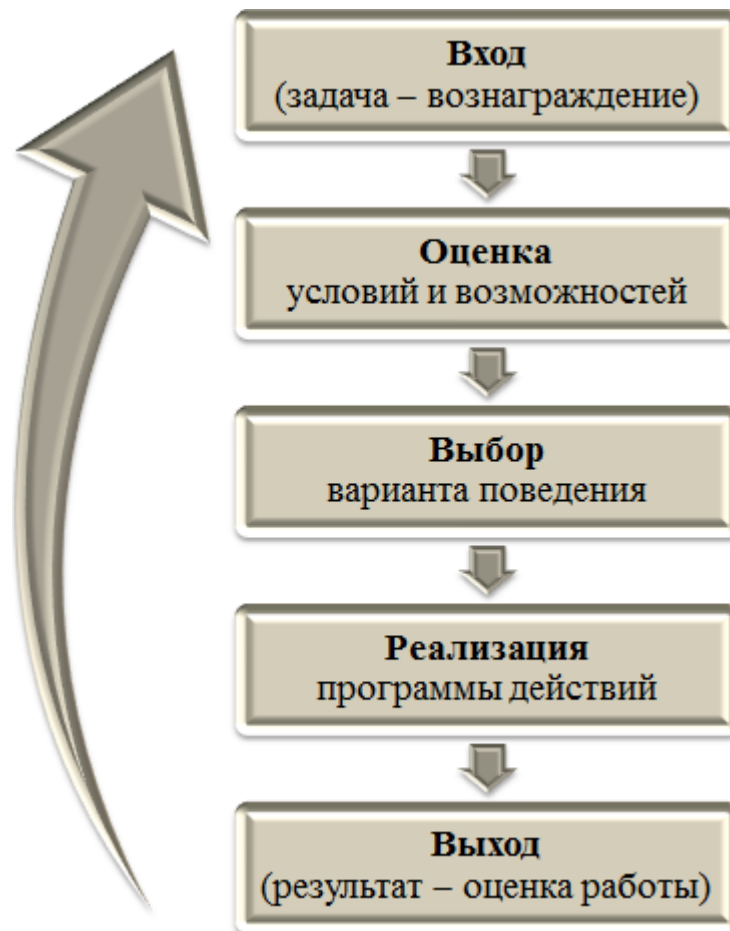 Вход
(задача – вознаграждение)
Оценка
условий и возможностей
Выбор
варианта поведения
Реализация
программы действий
Выход
(результат – оценка работы)